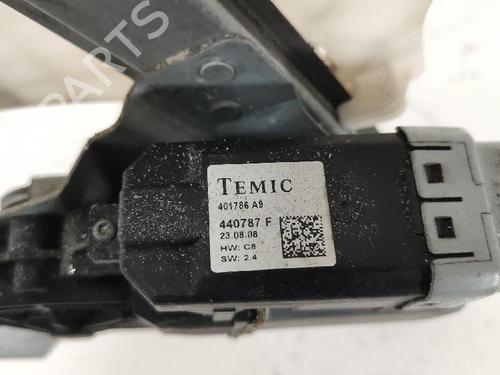 PARTS
TEMIC
401786 A9
440787 F
23.08.08
HW: C8
SW: 2.4